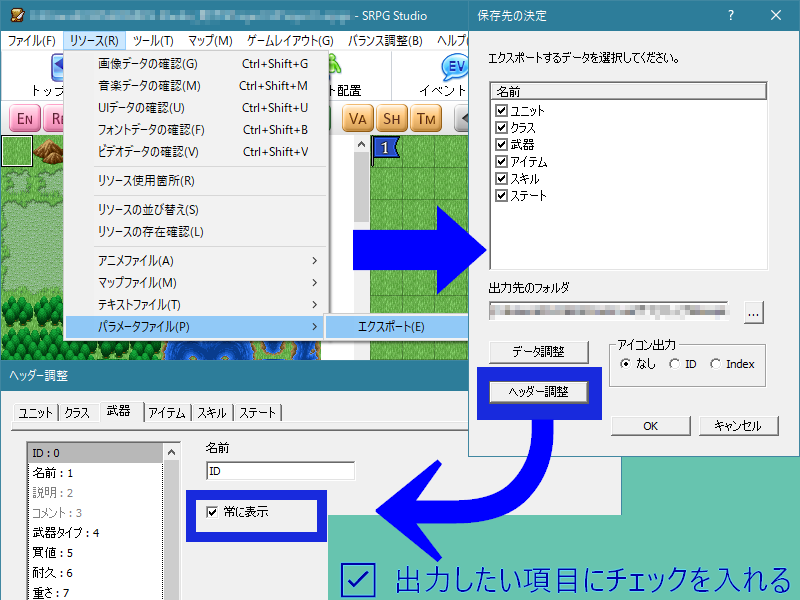 - SRPG Studio
ファイル(F) リソース(R) ツール(T) マップ(M) ゲームレイアウト(G) バランス調整(B) ヘルプ(
トップ
配置
イベント
EN
VA SH TM
1
EV
画像データの確認(G) Ctrl+Shift+G
音楽データの確認(M) Ctrl+Shift+M
UIデータの確認(U) Ctrl+Shift+U
フォントデータの確認(F) Ctrl+Shift+B
ビデオデータの確認(V) Ctrl+Shift+V
リソース使用箇所(R)
リソースの並び替え(S)
リソースの存在確認(L)
アニメファイル(A)
マップファイル(M)
テキストファイル(T)
パラメータファイル(P)
エクスポート(E)
保存先の決定
エクスポートするデータを選択してください。
名前
ユニット
クラス
武器
アイテム
スキル
ステート
出力先のフォルダ
...
データ調整
ヘッダー調整
アイコン出力
なし ID Index
OK キャンセル
ヘッダー調整
ユニット クラス 武器 アイテム スキル ステート
ID : 0
名前 : 1
説明 : 2
コメント : 3
武器タイプ : 4
買値 : 5
耐久 : 6
重さ : 7
名前
ID
常に表示
出力したい項目にチェックを入れる